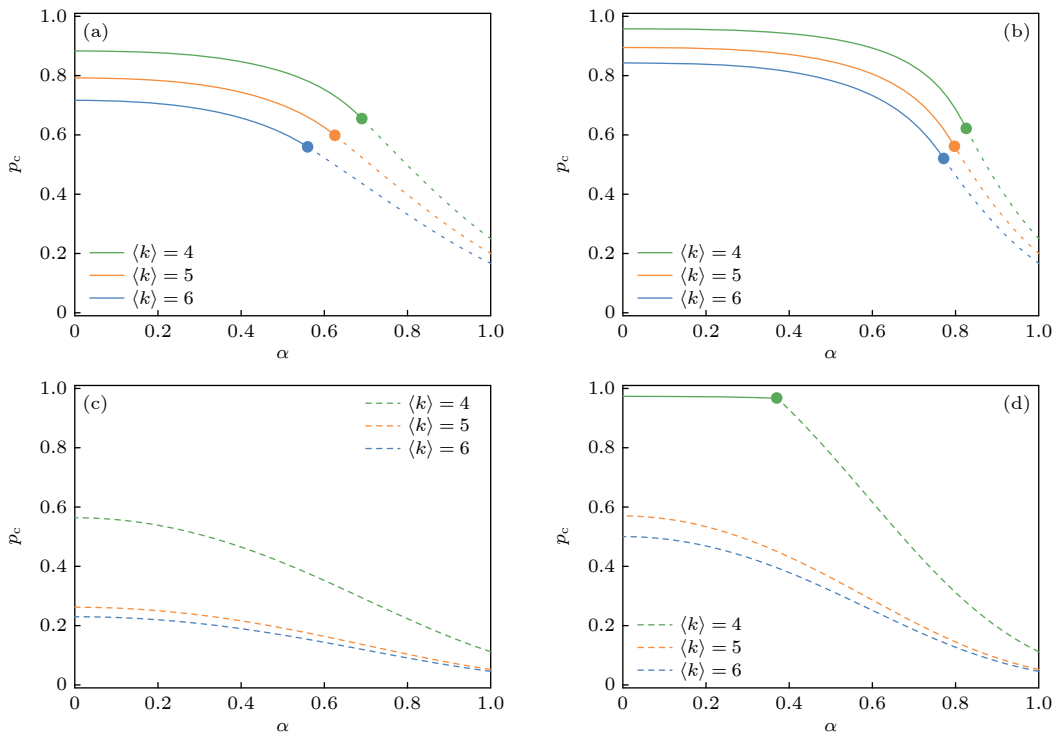 (a)
1.0
0.8
0.6
0.4
0.2
0
p_c
⟨k⟩ = 4
⟨k⟩ = 5
⟨k⟩ = 6
0 0.2 0.4 0.6 0.8 1.0
α
(b)
1.0
0.8
0.6
0.4
0.2
0
p_c
⟨k⟩ = 4
⟨k⟩ = 5
⟨k⟩ = 6
0 0.2 0.4 0.6 0.8 1.0
α
(c)
1.0
0.8
0.6
0.4
0.2
0
p_c
⟨k⟩ = 4
⟨k⟩ = 5
⟨k⟩ = 6
0 0.2 0.4 0.6 0.8 1.0
α
(d)
1.0
0.8
0.6
0.4
0.2
0
p_c
⟨k⟩ = 4
⟨k⟩ = 5
⟨k⟩ = 6
0 0.2 0.4 0.6 0.8 1.0
α